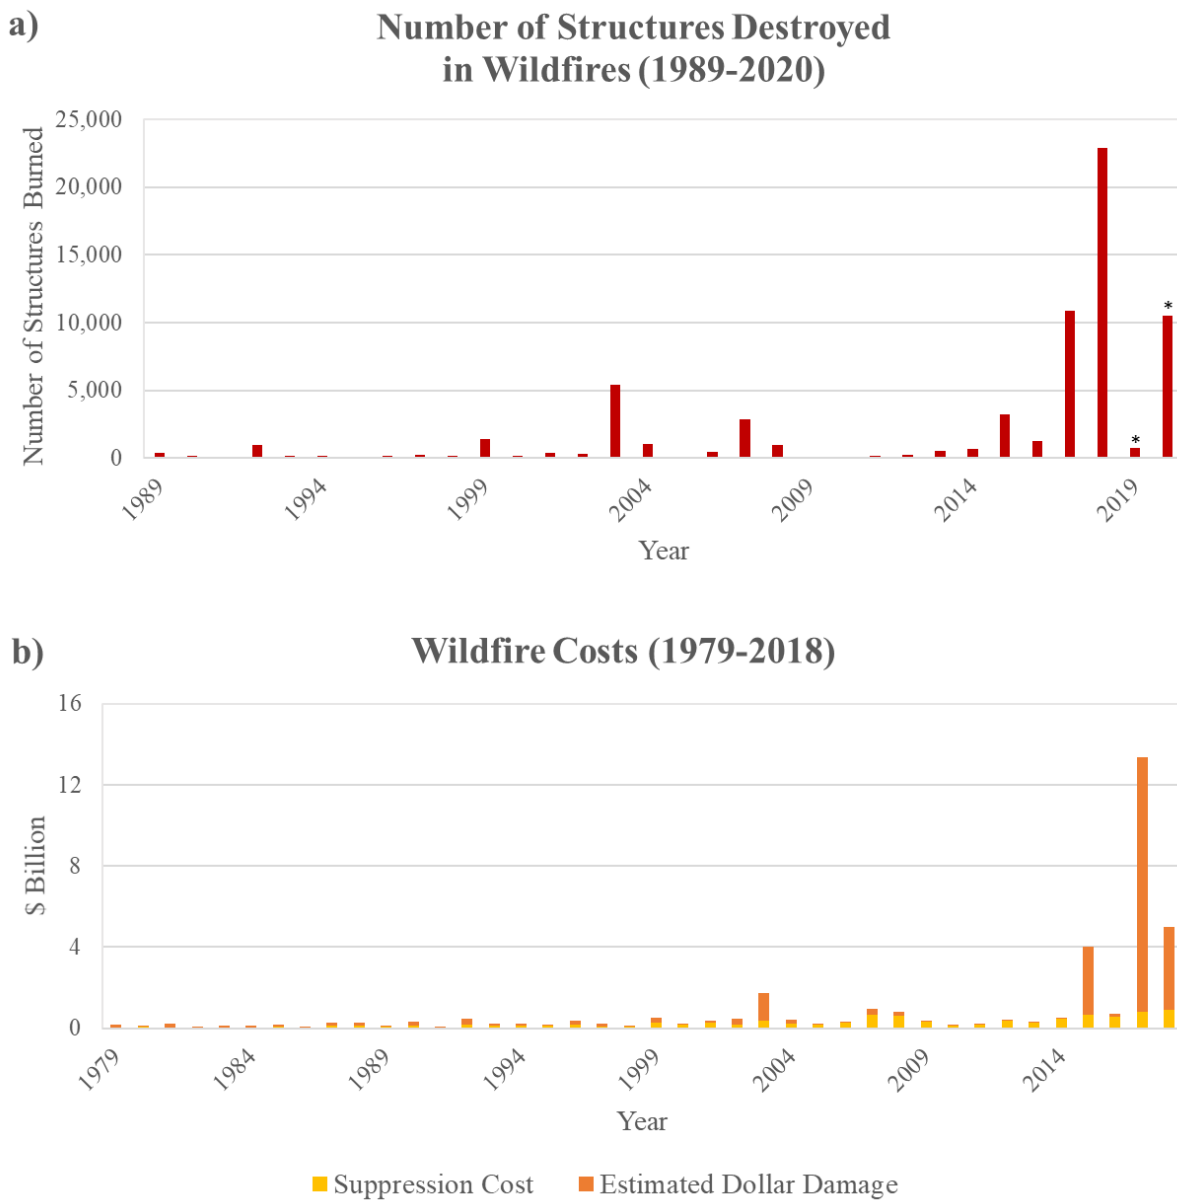 a)
Number of Structures Destroyed
in Wildfires (1989-2020)
Number of Structures Burned
25,000
20,000
15,000
10,000
5,000
0
*
*
1989
1994
1999
2004
2009
2014
2019
Year
b)
Wildfire Costs (1979-2018)
$ Billion
16
12
8
4
0
1979
1984
1989
1994
1999
2004
2009
2014
Year
Suppression Cost
Estimated Dollar Damage